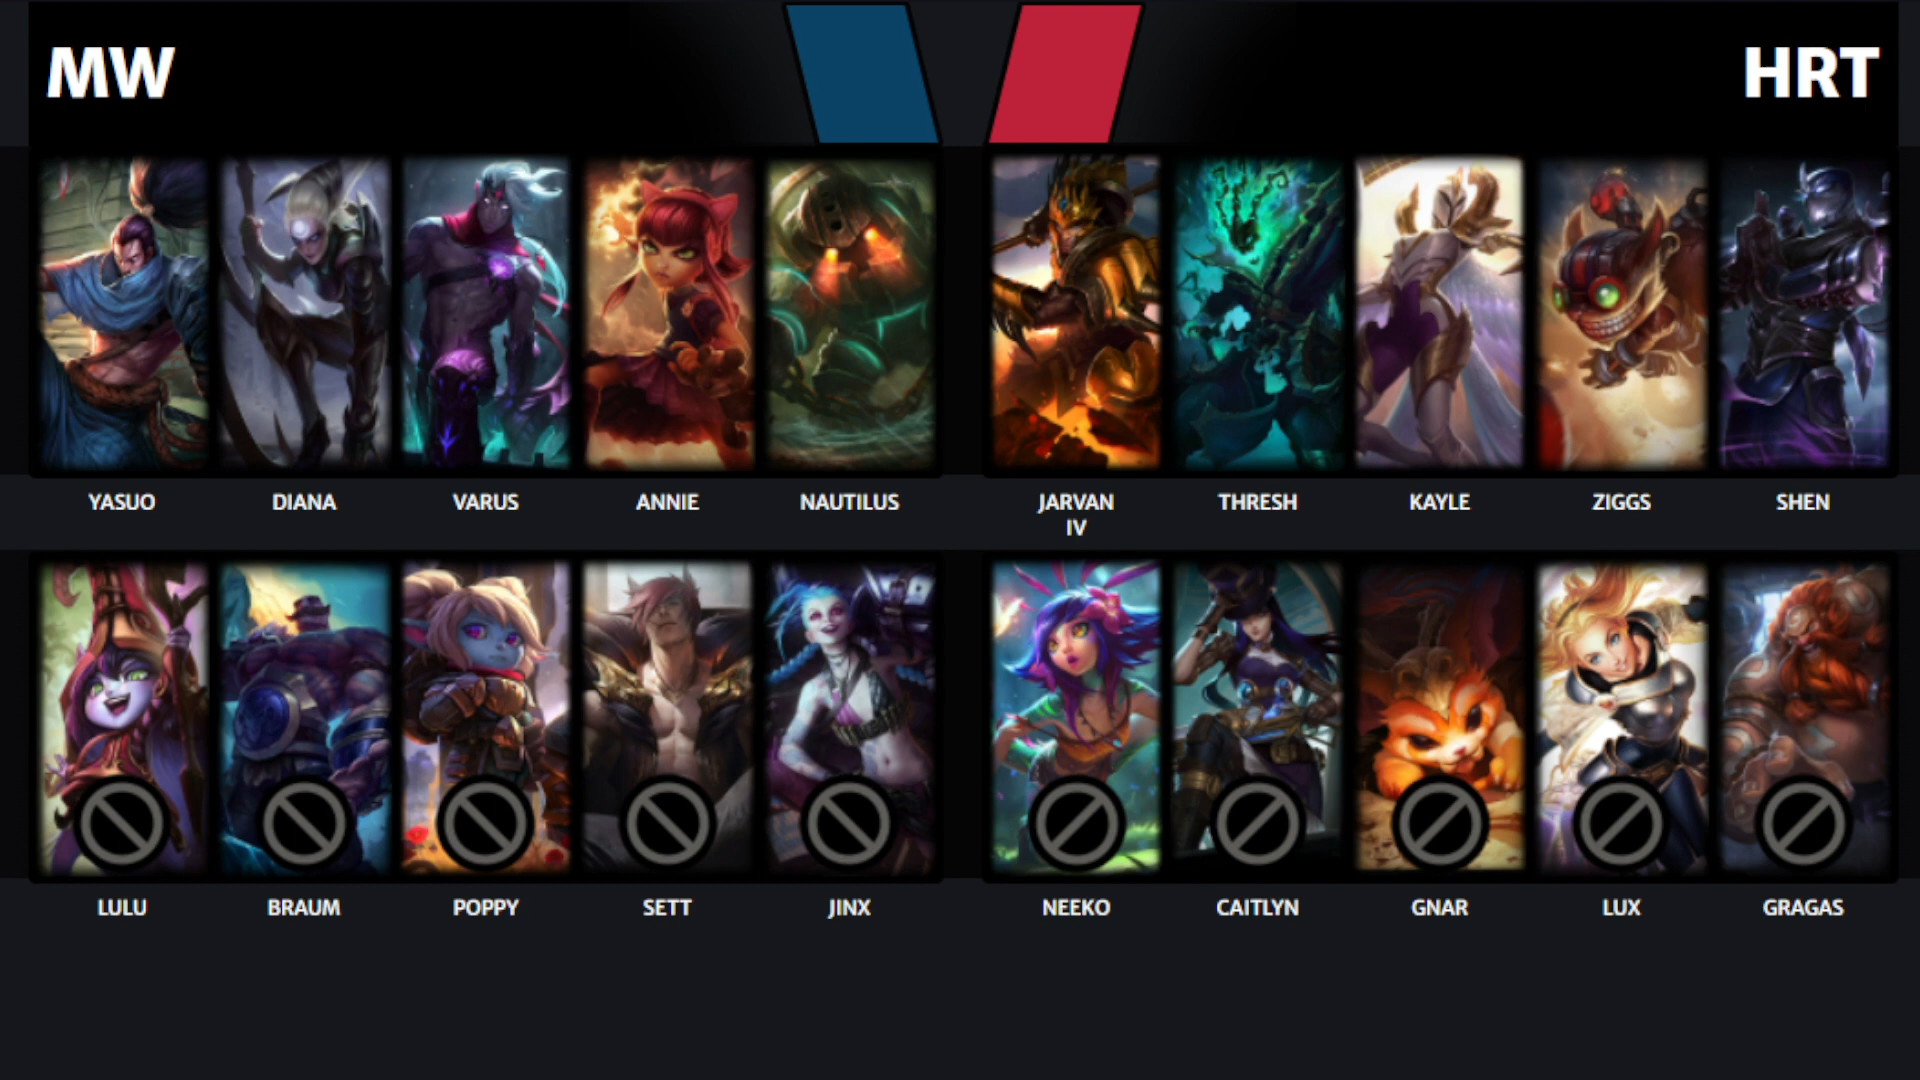 MW
HRT
YASUO
DIANA
VARUS
ANNIE
NAUTILUS
JARVAN
IV
THRESH
KAYLE
ZIGGS
SHEN
LULU
BRAUM
POPPY
SETT
JINX
NEEKO
CAITLYN
GNAR
LUX
GRAGAS